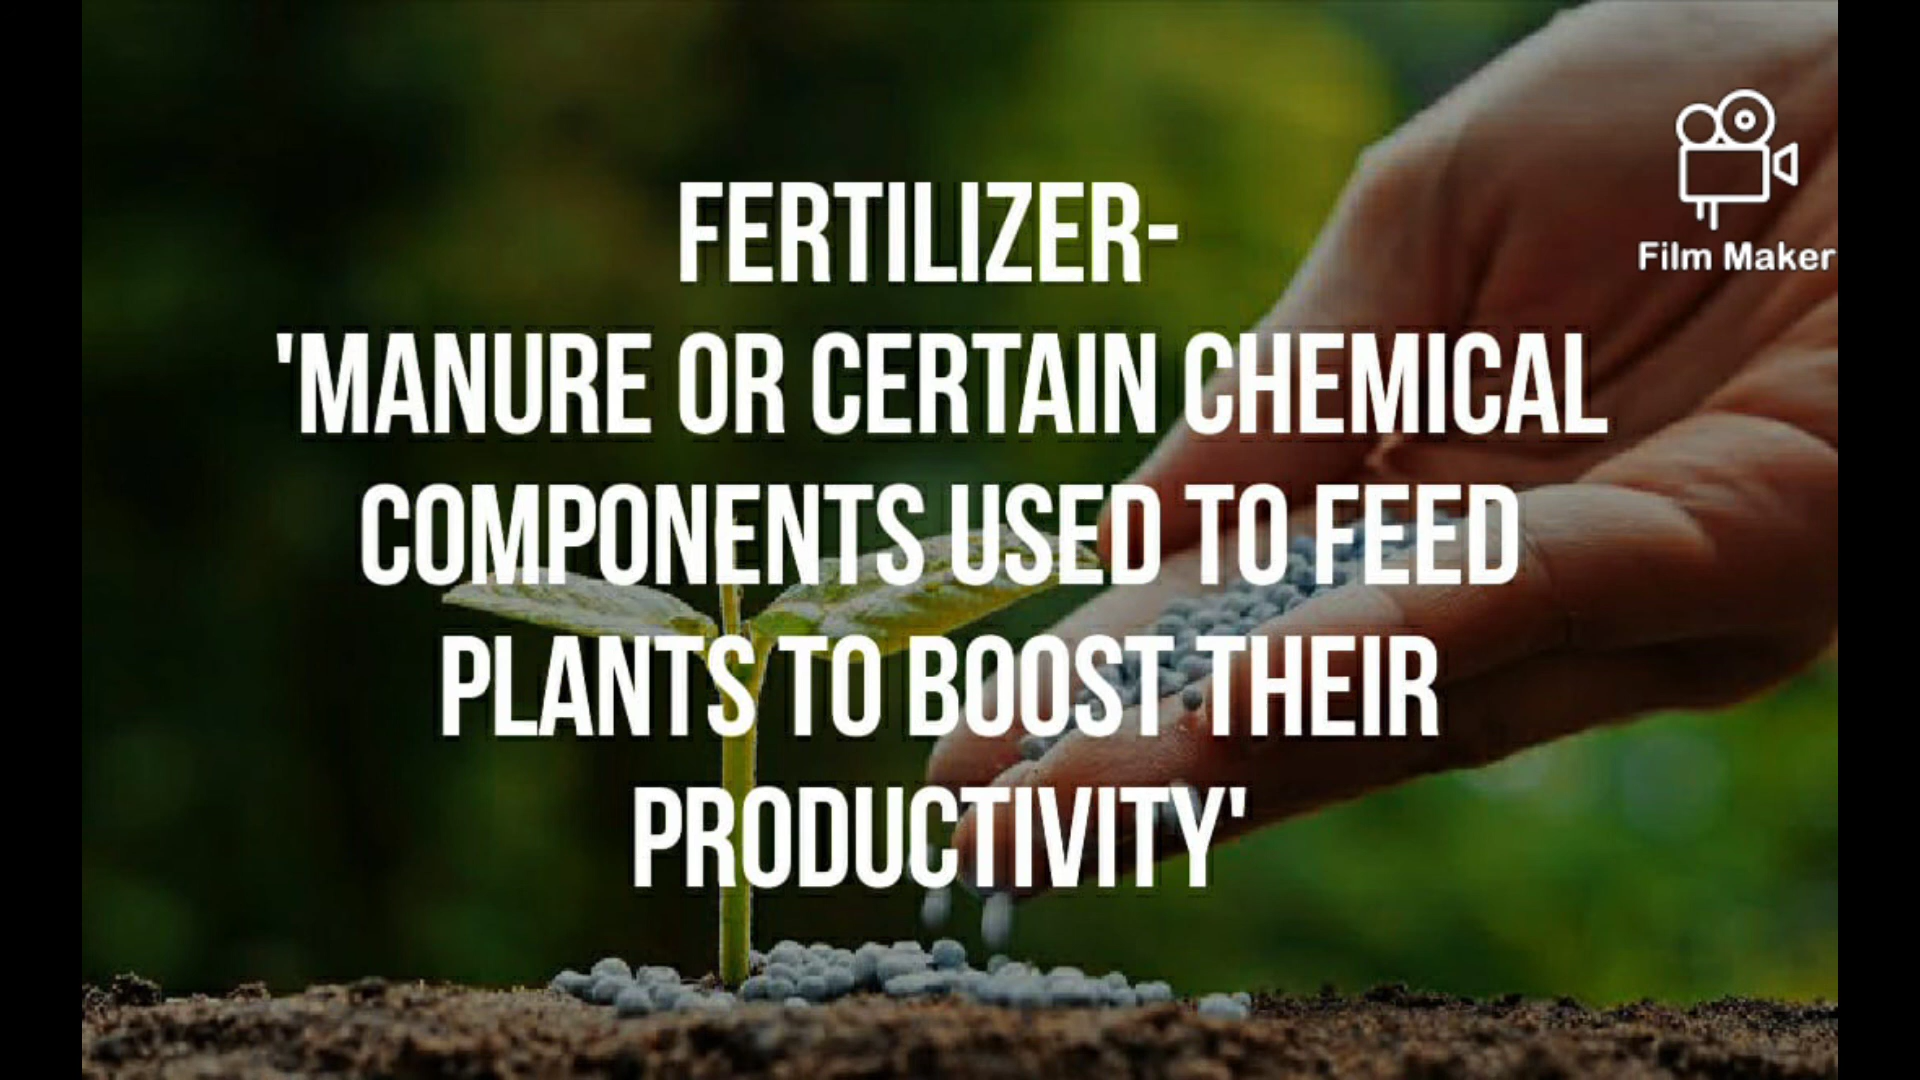 FERTILIZER-
'MANURE OR CERTAIN CHEMICAL
COMPONENTS USED TO FEED
PLANTS TO BOOST THEIR
PRODUCTIVITY'
Film Maker